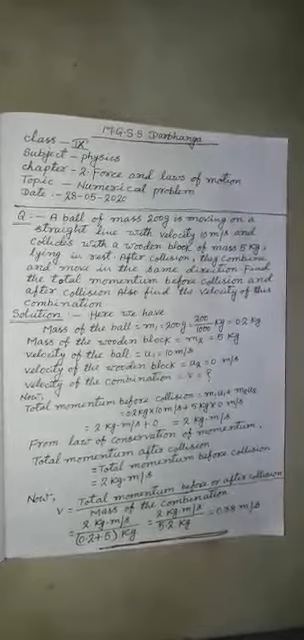 M.G.S.S Darbhanga
class - IX
Subject - physics
chapter - 2. Force and laws of motion
Topic - Numerical problem
Date :- 28-05-2020
Q:- A ball of mass 200g is moving on a
straight line with velocity 10 m/s and
collides with a wooden block of mass 5 kg.
lying in rest. After collision, they combine
and move in the same direction Find
the total momentum before collision and
after collision Also find the velocity of this
combination
Solution :- Here we have
Mass of the ball = m₁ = 200g = 200/1000 kg = 0.2 kg
Mass of the wooden block = m₂ = 5 kg
velocity of the ball = u₁ = 10 m/s
velocity of the wooden block = u₂ = 0 m/s
velocity of the combination = v = ?
Now,
Total momentum before collision = m₁u₁ + m₂u₂
= 0.2 kg x 10 m/s + 5 kg x 0 m/s
= 2 kg-m/s + 0 = 2 kg-m/s
From law of conservation of momentum,
Total momentum after collision
= Total momentum before collision
= 2 kg-m/s
Now,
v = Total momentum before or after collision / Mass of the combination
= 2 kg-m/s / (0.2+5) kg = 2 kg-m/s / 5.2 kg = 0.38 m/s